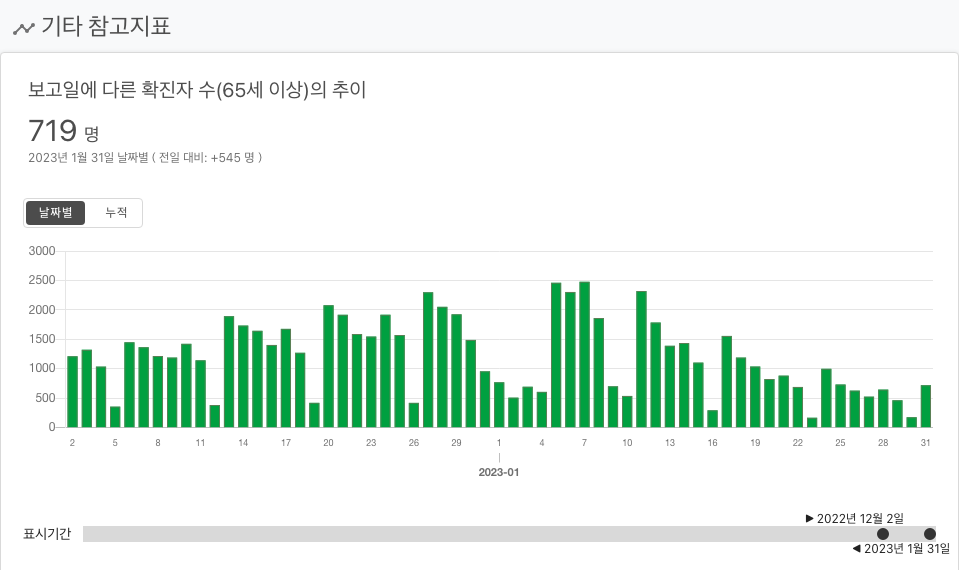 기타 참고지표
보고일에 다른 확진자 수(65세 이상)의 추이
719 명
2023년 1월 31일 날짜별 ( 전일 대비: +545 명 )
날짜별 누적
3000
2500
2000
1500
1000
500
0
2 5 8 11 14 17 20 23 26 29 1 4 7 10 13 16 19 22 25 28 31
2023-01
▶ 2022년 12월 2일
표시기간
◀ 2023년 1월 31일